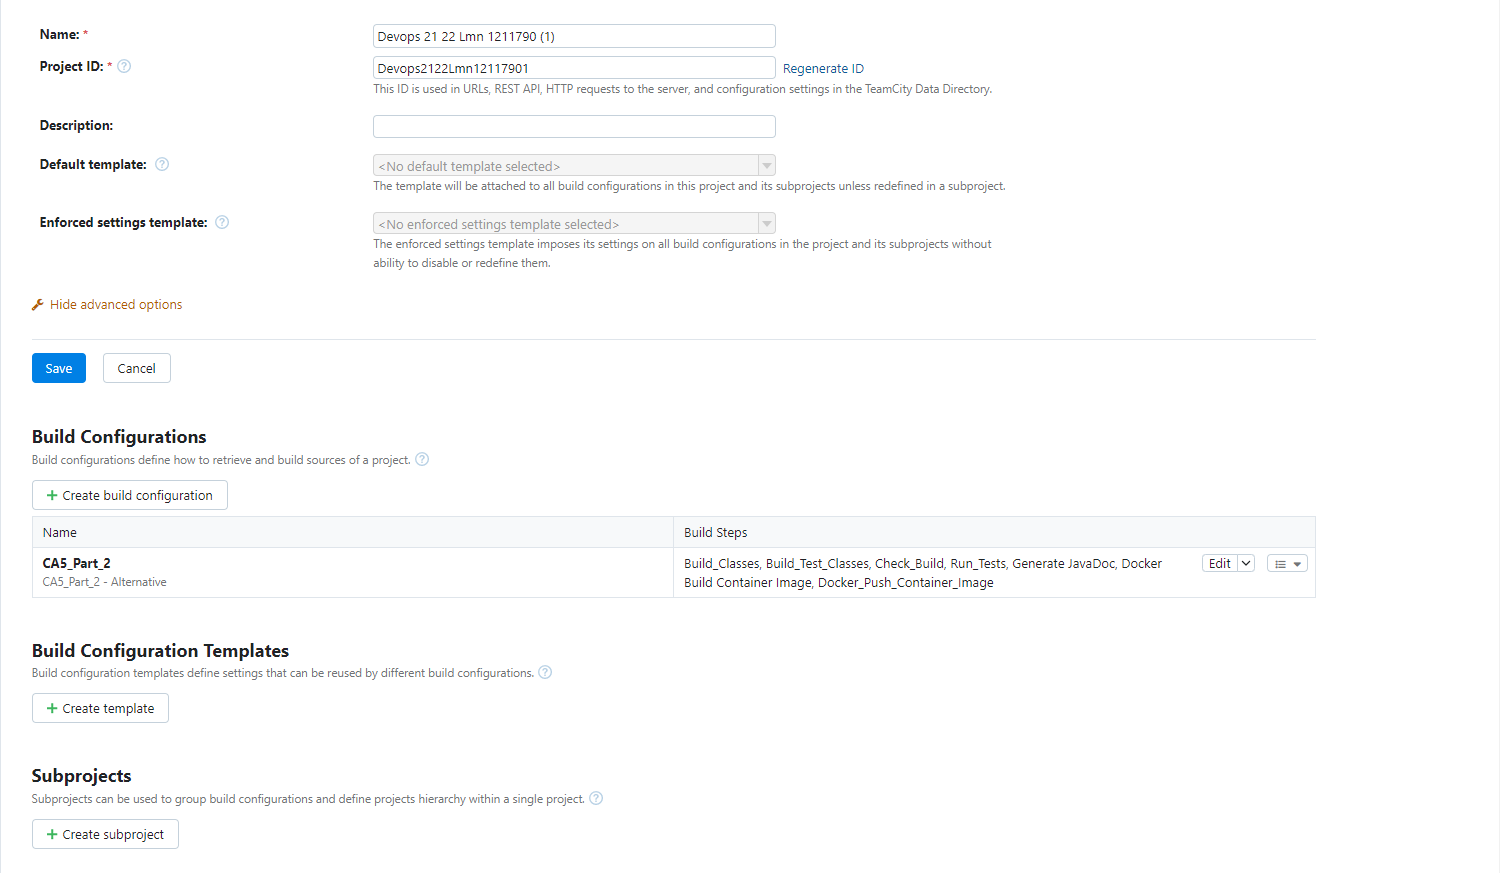 Name: *
Devops 21 22 Lmn 1211790 (1)
Project ID: * ?
Devops2122Lmn12117901
Regenerate ID
This ID is used in URLs, REST API, HTTP requests to the server, and configuration settings in the TeamCity Data Directory.
Description:
Default template: ?
<No default template selected>
The template will be attached to all build configurations in this project and its subprojects unless redefined in a subproject.
Enforced settings template: ?
<No enforced settings template selected>
The enforced settings template imposes its settings on all build configurations in the project and its subprojects without
ability to disable or redefine them.
Hide advanced options
Save
Cancel
Build Configurations
Build configurations define how to retrieve and build sources of a project. ?
+ Create build configuration
Name
Build Steps
CA5_Part_2
CA5_Part_2 - Alternative
Build_Classes, Build_Test_Classes, Check_Build, Run_Tests, Generate JavaDoc, Docker
Build Container Image, Docker_Push_Container_Image
Edit
Build Configuration Templates
Build configuration templates define settings that can be reused by different build configurations. ?
+ Create template
Subprojects
Subprojects can be used to group build configurations and define projects hierarchy within a single project. ?
+ Create subproject